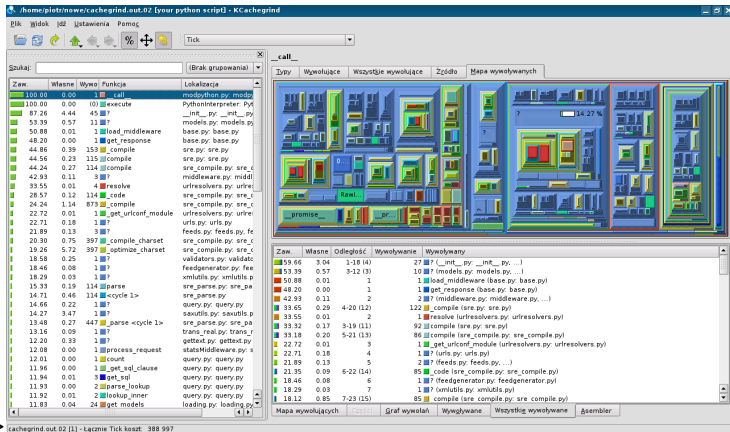 /home/piotr/nowe/cachegrind.out.02 [your python script] - KCachegrind
Plik Widok Idź Ustawienia Pomoc
% Tick
Szukaj: (Brak grupowania)
Zaw. Własne Wywo Funkcja Lokalizacja
100.00 0.00 1 __call__ modpython.py: modpy
100.00 0.00 (0) execute PythonInterpreter: Pyt
87.26 4.44 45 ? __init__.py: __init__.p
53.39 0.57 11 ? models.py: models.
50.88 0.01 1 load_middleware base.py: base.py)
48.20 0.00 1 get_response base.py: base.py)
44.86 0.39 153 _compile sre.py: sre.py)
44.56 0.23 115 compile sre.py: sre.py)
44.24 0.27 114 compile sre_compile.py: sre_c
42.93 0.11 3 ? middleware.py: middl
33.55 0.01 4 resolve urlresolvers.py: urlre
28.57 0.12 114 _code sre_compile.py: sre_c
24.24 1.14 873 _compile sre_compile.py: sre_c
22.72 0.01 1 _get_urlconf_module urlresolvers.py: urlre
22.71 0.18 1 ? urls.py: urls.py)
21.89 0.13 3 ? feeds.py: feeds.py, fe
20.30 0.75 397 _compile_charset sre_compile.py: sre_c
19.26 5.72 397 _optimize_charset sre_compile.py: sre_c
18.58 0.25 1 ? validators.py: validato
18.46 0.08 1 ? feedgenerator.py: fee
18.29 0.03 1 ? xmlutils.py: xmlutils.p
15.33 0.19 114 parse sre_parse.py: sre_pa
14.71 0.46 114 <cycle 1> sre_parse.py)
14.66 0.22 1 ? query.py: query.py)
14.27 3.47 1 ? saxutils.py: saxutils.p
13.48 0.27 447 _parse <cycle 1> sre_parse.py: sre_pa
13.16 0.09 1 ? trans_real.py: trans_r
12.20 0.33 1 ? gettext.py: gettext.py
12.08 0.00 1 process_request statsMiddleware.py: s
12.01 0.00 2 count query.py: query.py
11.96 0.00 1 _get_sql_clause query.py: query.py
11.94 0.01 3 get_sql query.py: query.py
11.93 0.00 2 parse_lookup query.py: query.py
11.92 0.01 2 lookup_inner query.py: query.py
11.83 0.04 24 get_models loading.py: loading.py
__call__
Typy Wywołujące Wszystkie wywołujące Źródło Mapa wywoływanych
? 14.27 %
?
0.
Rawl...
__promise__ __pr...
Zaw. Własne Odległość Wywoływanie Wywoływany
59.66 3.04 1-18 (4) 27 ? (__init__.py: __init__.py, ...)
53.39 0.57 3-12 (3) 10 ? (models.py: models.py, ...)
50.88 0.01 1 1 load_middleware (base.py: base.py)
48.20 0.00 1 1 get_response (base.py: base.py)
42.93 0.11 2 2 ? (middleware.py: middleware.py, ...)
33.65 0.29 4-20 (12) 122 _compile (sre.py: sre.py)
33.55 0.01 2 1 resolve (urlresolvers.py: urlresolvers.py)
33.32 0.17 3-19 (11) 92 compile (sre.py: sre.py)
33.18 0.20 5-21 (13) 86 compile (sre_compile.py: sre_compile.py)
22.72 0.01 3 1 _get_urlconf_module (urlresolvers.py: urlresolvers.py)
22.71 0.18 4 1 ? (urls.py: urls.py)
21.89 0.13 5 2 ? (feeds.py: feeds.py, ...)
21.35 0.09 6-22 (14) 85 _code (sre_compile.py: sre_compile.py)
18.46 0.08 6 1 ? (feedgenerator.py: feedgenerator.py)
18.29 0.03 7 1 ? (xmlutils.py: xmlutils.py)
18.12 0.85 7-23 (15) 85 _compile (sre_compile.py: sre_compile.py)
Mapa wywołujących Części Graf wywołań Wywoływane Wszystkie wywoływane Asembler
cachegrind.out.02 [1] - Łącznie Tick koszt: 388 997